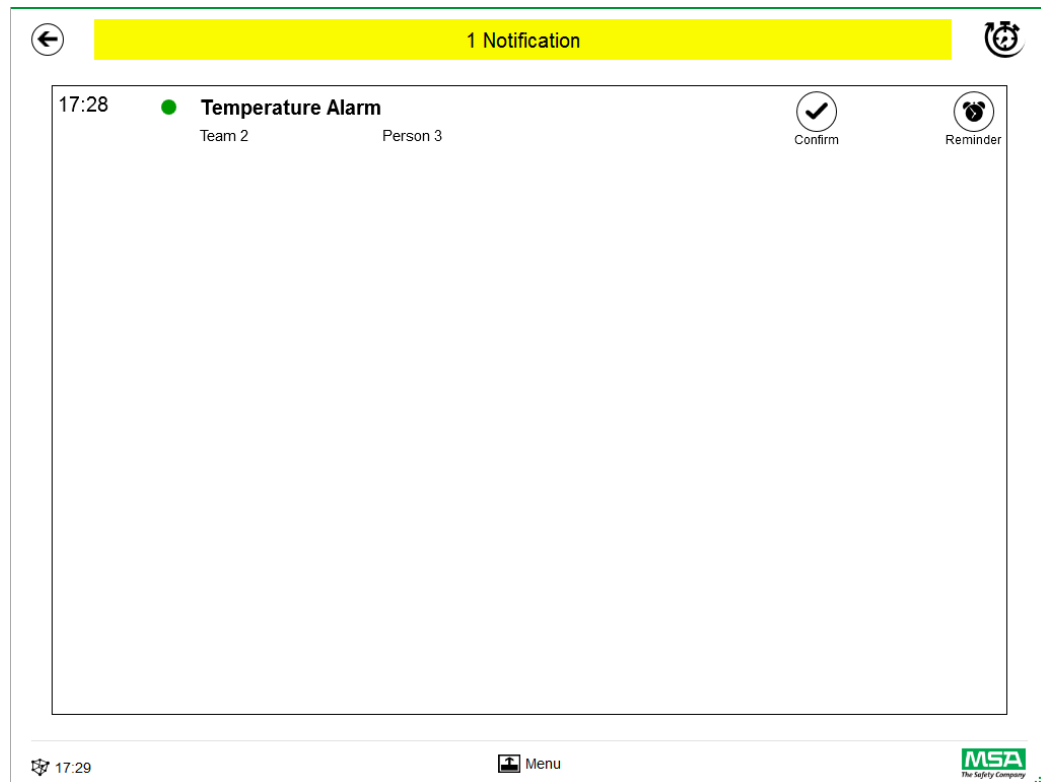 1 Notification
17:28 Temperature Alarm
Team 2 Person 3
Confirm Reminder
17:29 Menu
MSA
The Safety Company